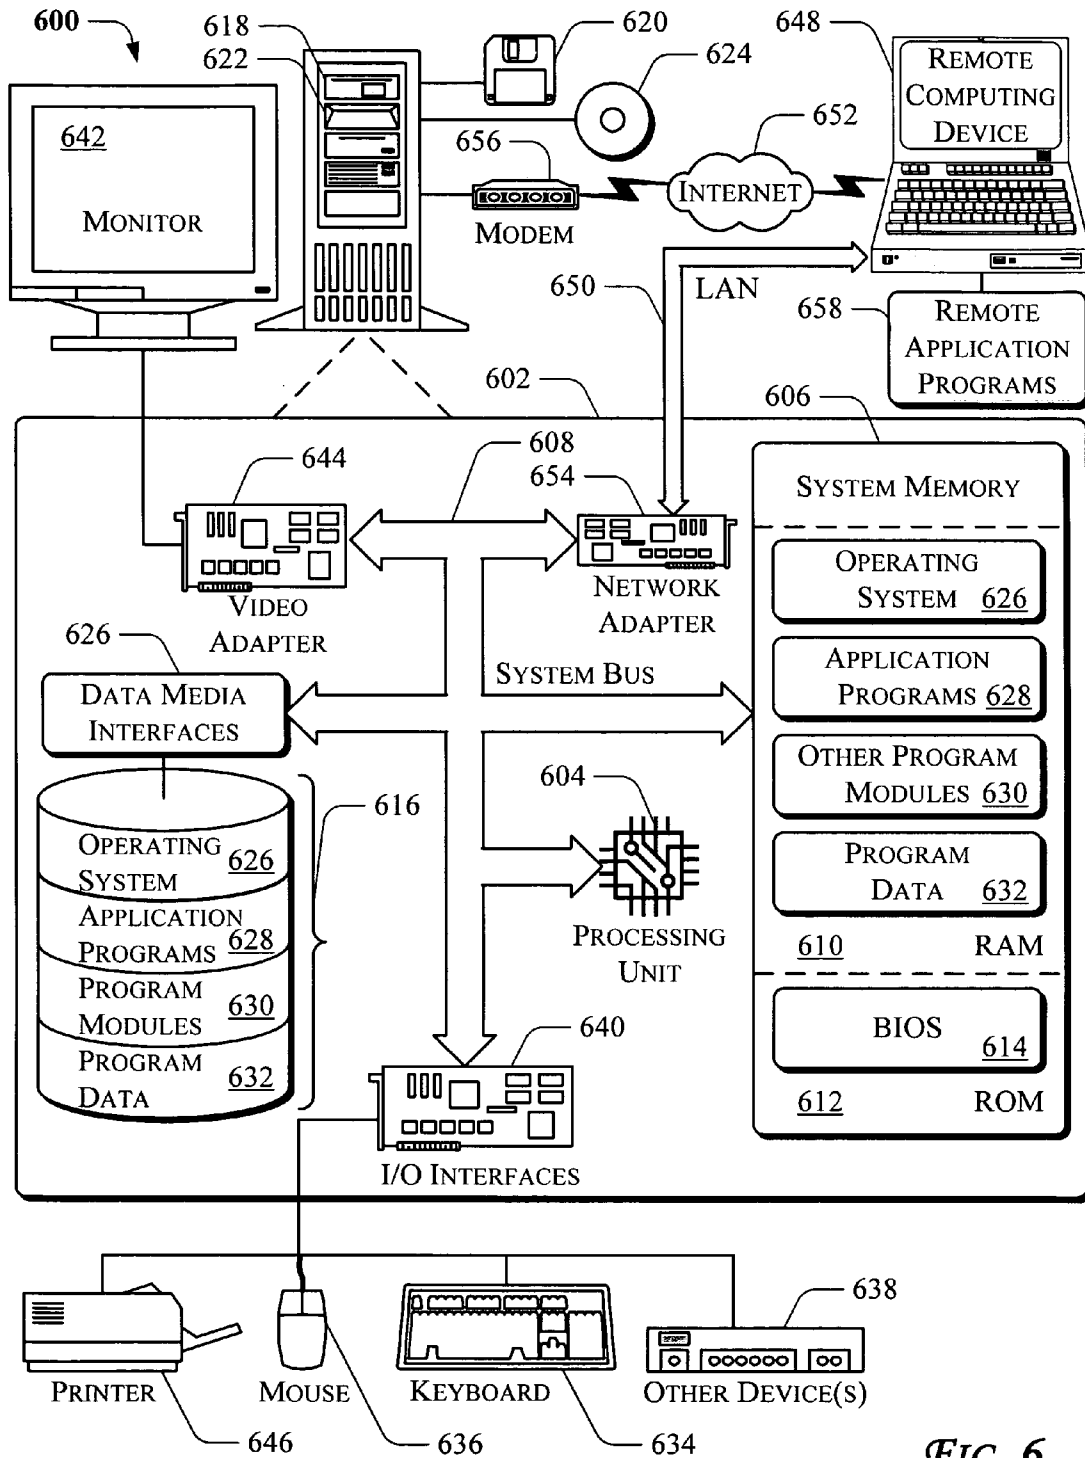 600
618
622
620
624
648
REMOTE
COMPUTING
DEVICE
642
MONITOR
656
MODEM
652
INTERNET
650
LAN
658
REMOTE
APPLICATION
PROGRAMS
602
606
608
644
654
VIDEO
ADAPTER
NETWORK
ADAPTER
SYSTEM MEMORY
OPERATING
SYSTEM 626
APPLICATION
PROGRAMS 628
OTHER PROGRAM
MODULES 630
PROGRAM
DATA 632
610 RAM
BIOS
614
612 ROM
626
DATA MEDIA
INTERFACES
SYSTEM BUS
604
PROCESSING
UNIT
616
OPERATING
SYSTEM 626
APPLICATION
PROGRAMS 628
PROGRAM
MODULES 630
PROGRAM
DATA 632
640
I/O INTERFACES
638
PRINTER
MOUSE
KEYBOARD
OTHER DEVICE(S)
646
636
634
FIG. 6